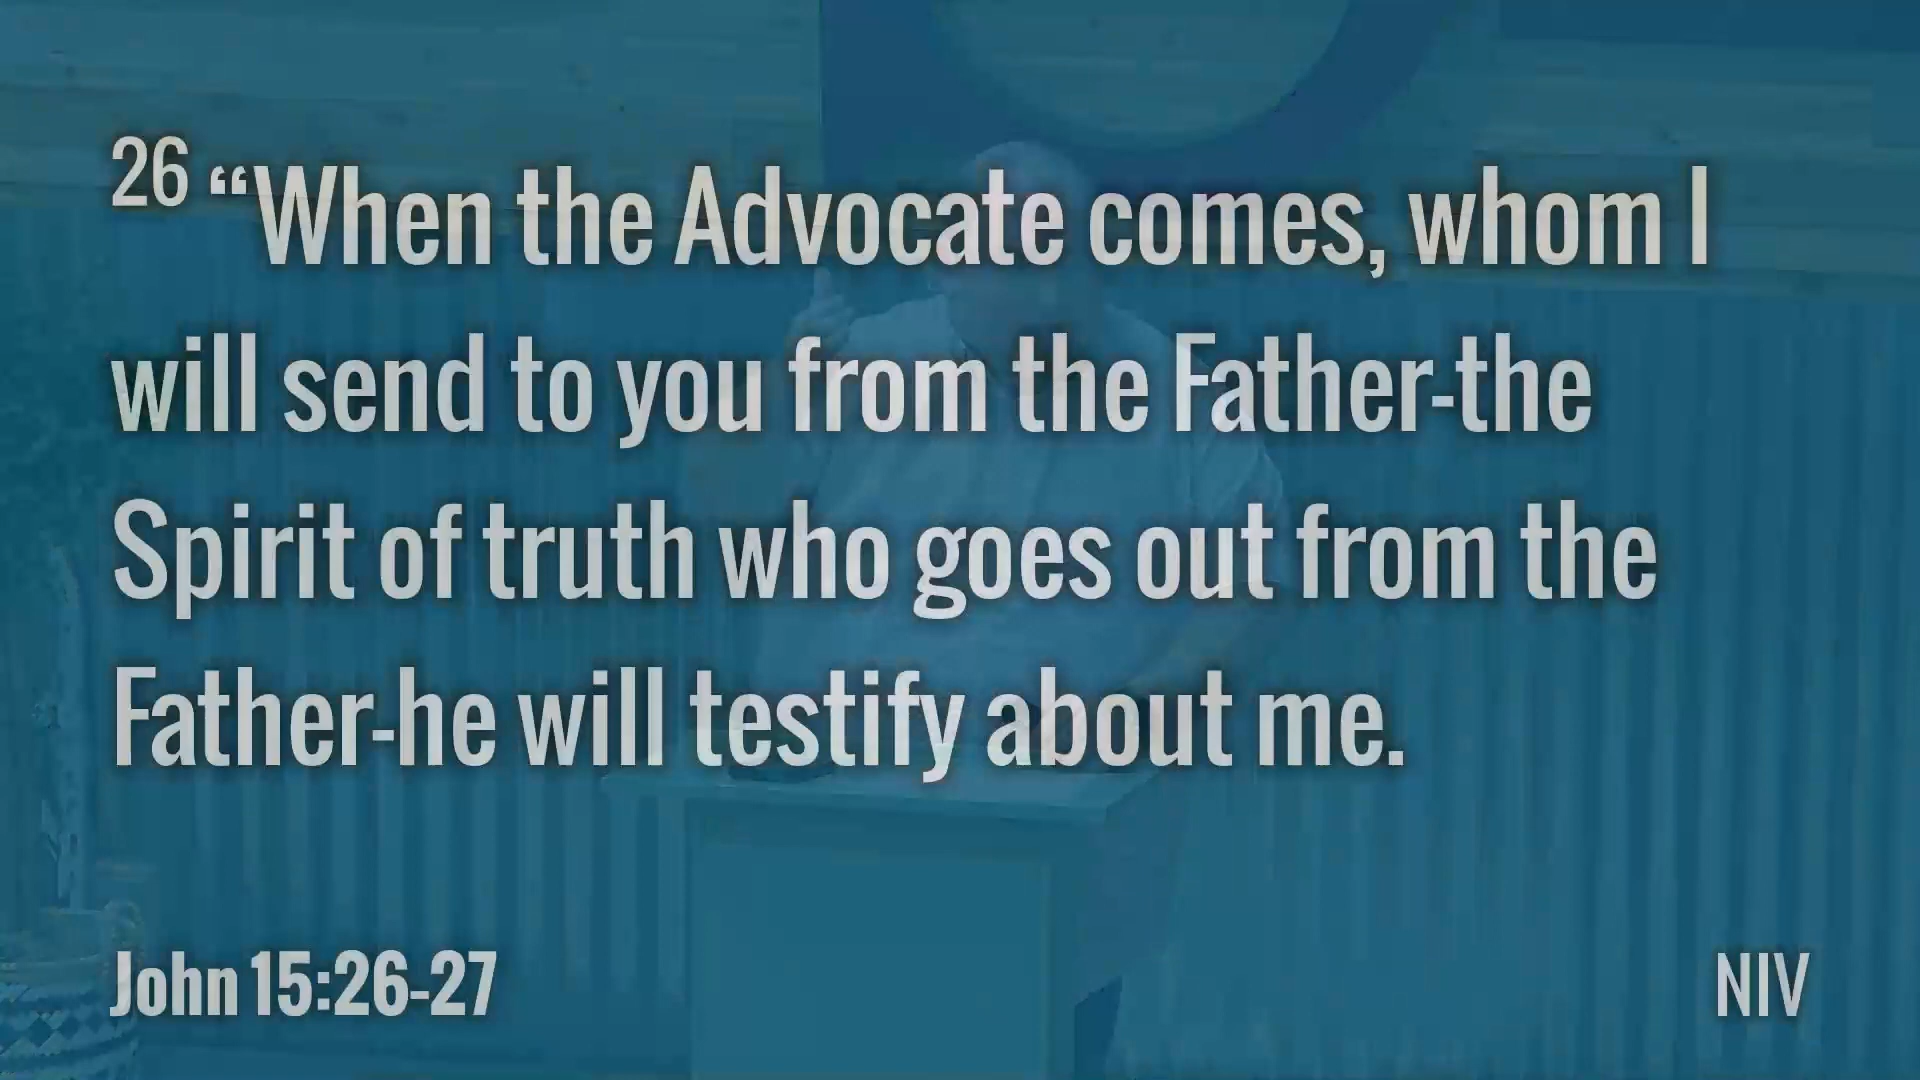 26 “When the Advocate comes, whom I
will send to you from the Father-the
Spirit of truth who goes out from the
Father-he will testify about me.
John 15:26-27
NIV